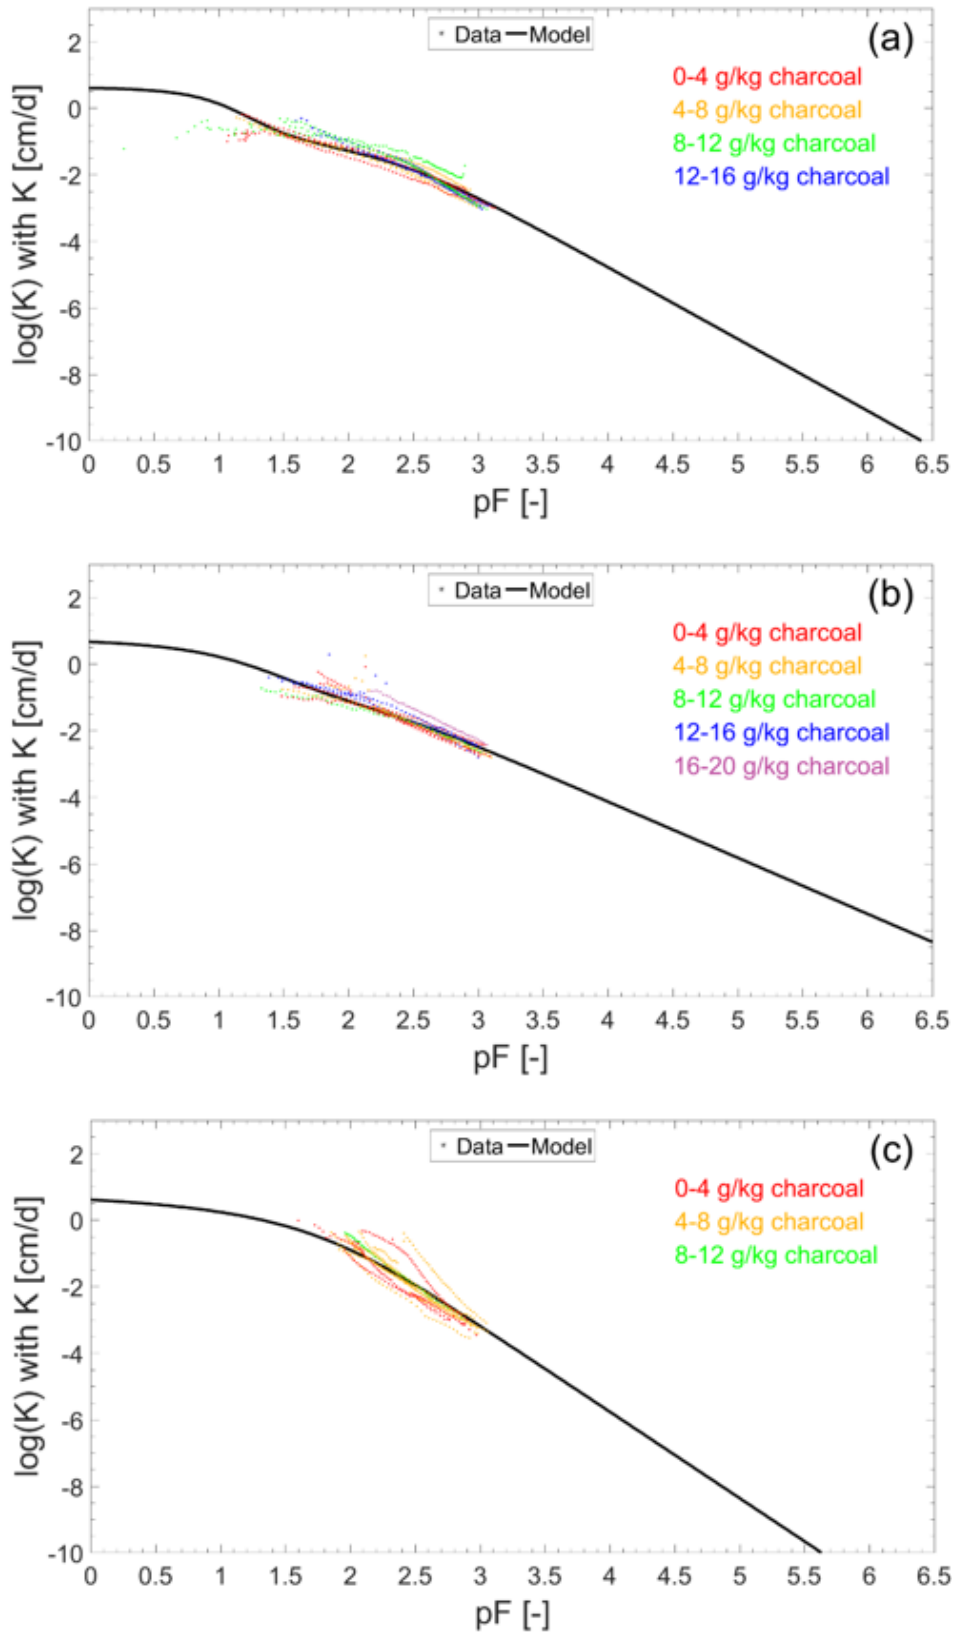 (a)
Data Model
0-4 g/kg charcoal
4-8 g/kg charcoal
8-12 g/kg charcoal
12-16 g/kg charcoal
log(K) with K [cm/d]
2
0
-2
-4
-6
-8
-10
0 0.5 1 1.5 2 2.5 3 3.5 4 4.5 5 5.5 6 6.5
pF [-]
(b)
Data Model
0-4 g/kg charcoal
4-8 g/kg charcoal
8-12 g/kg charcoal
12-16 g/kg charcoal
16-20 g/kg charcoal
log(K) with K [cm/d]
2
0
-2
-4
-6
-8
-10
0 0.5 1 1.5 2 2.5 3 3.5 4 4.5 5 5.5 6 6.5
pF [-]
(c)
Data Model
0-4 g/kg charcoal
4-8 g/kg charcoal
8-12 g/kg charcoal
log(K) with K [cm/d]
2
0
-2
-4
-6
-8
-10
0 0.5 1 1.5 2 2.5 3 3.5 4 4.5 5 5.5 6 6.5
pF [-]